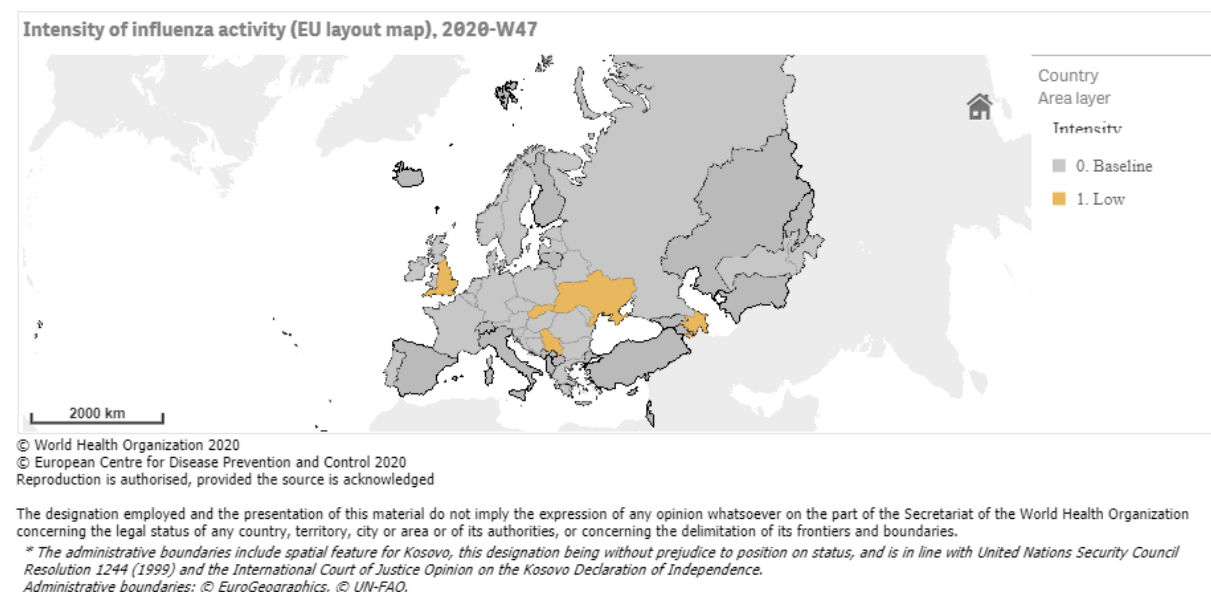 Intensity of influenza activity (EU layout map), 2020-W47
Country
Area layer
Intensity
0. Baseline
1. Low
2000 km
© World Health Organization 2020
© European Centre for Disease Prevention and Control 2020
Reproduction is authorised, provided the source is acknowledged
The designation employed and the presentation of this material do not imply the expression of any opinion whatsoever on the part of the Secretariat of the World Health Organization
concerning the legal status of any country, territory, city or area or of its authorities, or concerning the delimitation of its frontiers and boundaries.
* The administrative boundaries include spatial feature for Kosovo, this designation being without prejudice to position on status, and is in line with United Nations Security Council
Resolution 1244 (1999) and the International Court of Justice Opinion on the Kosovo Declaration of Independence.
Administrative boundaries: © EuroGeographics, © UN-FAO.